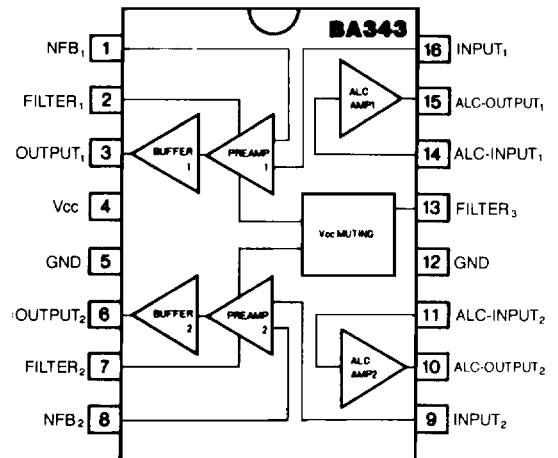 BA343
NFB₁ 1
FILTER₁ 2
OUTPUT₁ 3
Vcc 4
GND 5
OUTPUT₂ 6
FILTER₂ 7
NFB₂ 8
BUFFER 1
PREAMP 1
ALC AMP1
Vcc MUTING
BUFFER 2
PREAMP 2
ALC AMP2
16 INPUT₁
15 ALC-OUTPUT₁
14 ALC-INPUT₁
13 FILTER₃
12 GND
11 ALC-INPUT₂
10 ALC-OUTPUT₂
9 INPUT₂